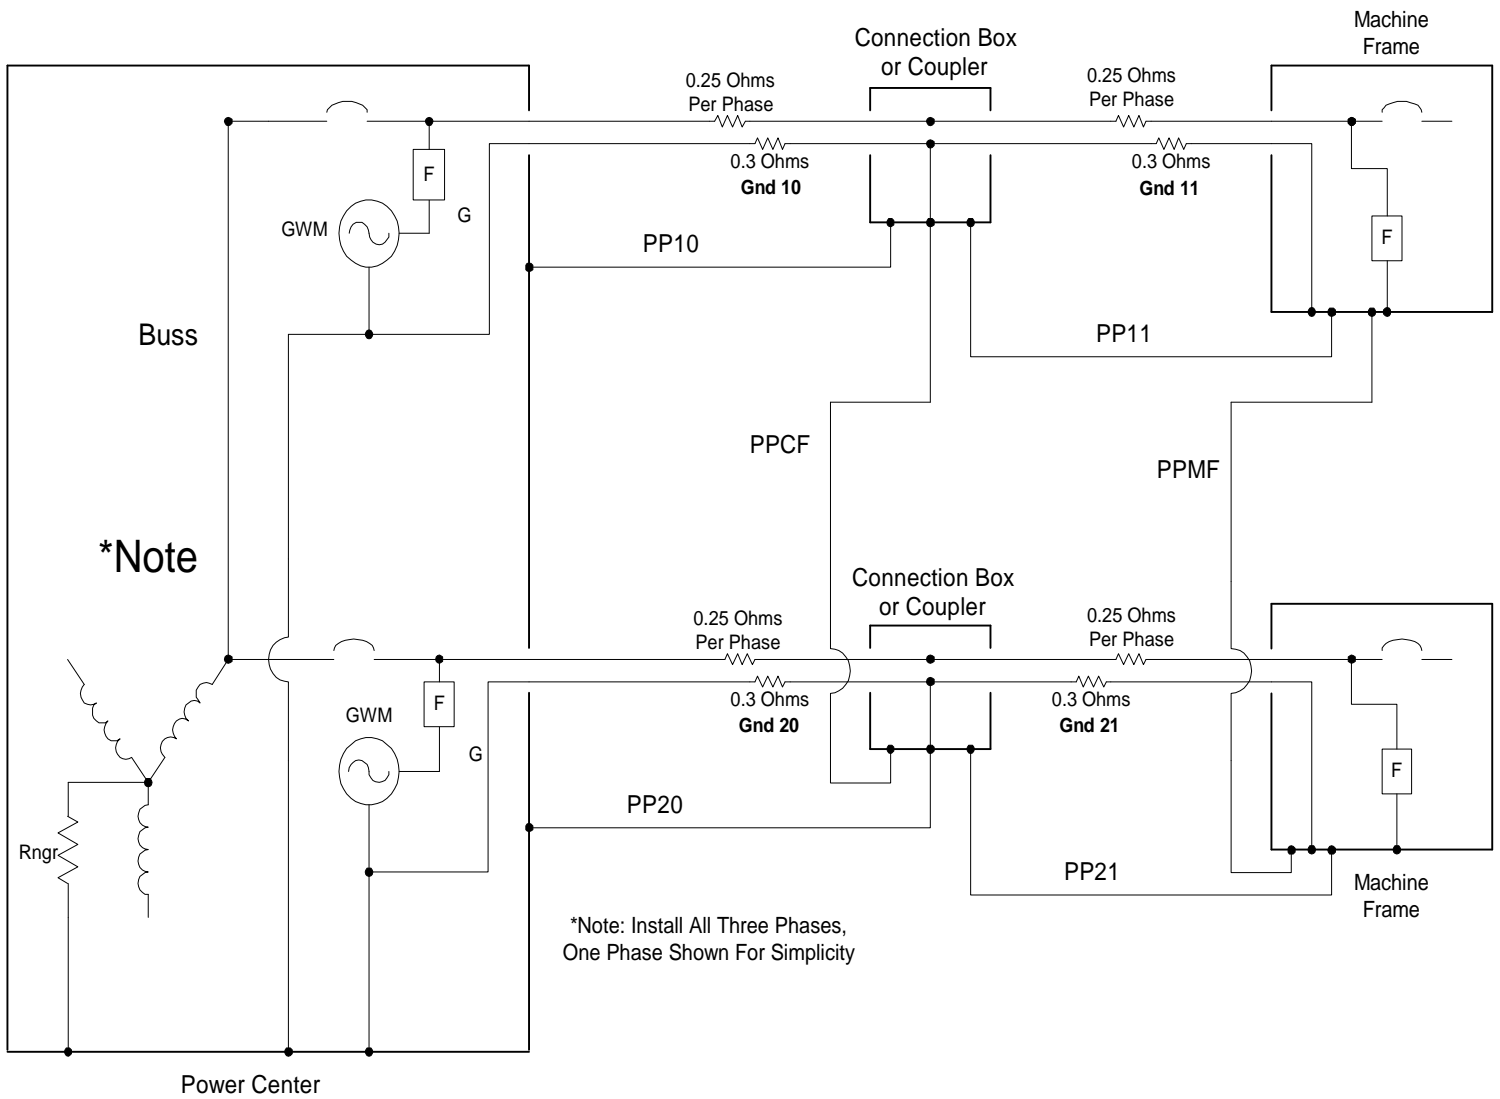 Machine
Frame
Connection Box
or Coupler
0.25 Ohms
Per Phase
0.25 Ohms
Per Phase
F
0.3 Ohms
Gnd 10
0.3 Ohms
Gnd 11
GWM
G
F
PP10
Buss
PP11
PPCF
PPMF
*Note
Connection Box
or Coupler
0.25 Ohms
Per Phase
0.25 Ohms
Per Phase
F
0.3 Ohms
Gnd 20
0.3 Ohms
Gnd 21
GWM
G
F
PP20
Rngr
PP21
Machine
Frame
*Note: Install All Three Phases,
One Phase Shown For Simplicity
Power Center